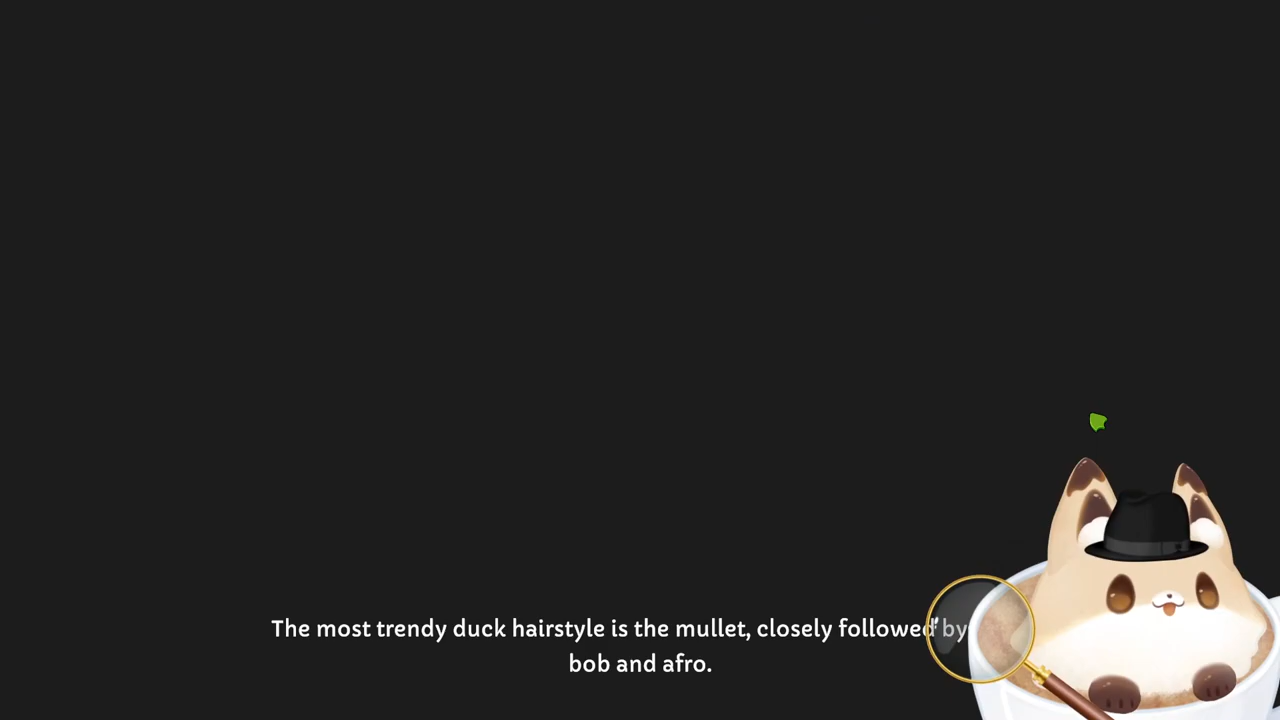 The most trendy duck hairstyle is the mullet, closely followed by
bob and afro.